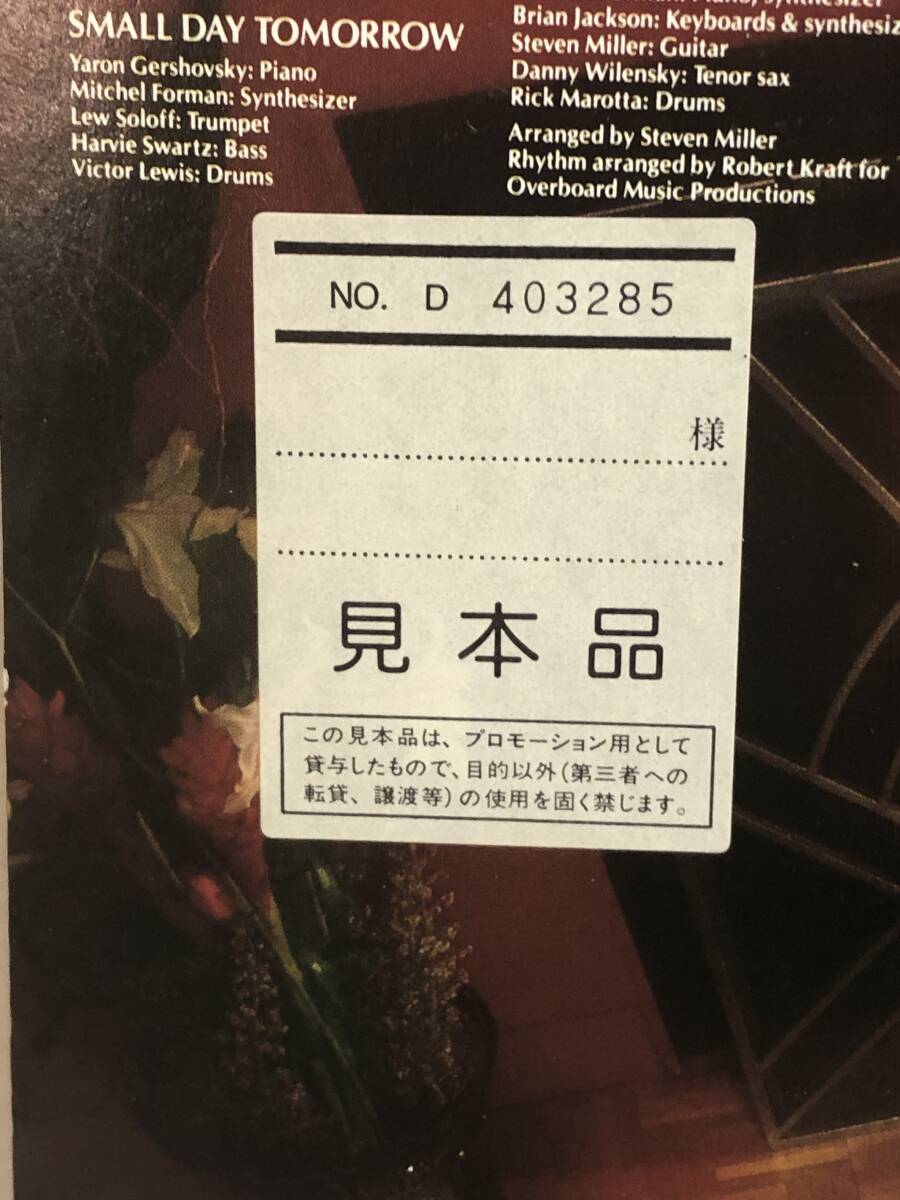 SMALL DAY TOMORROW
Yaron Gershovsky: Piano
Mitchel Forman: Synthesizer
Lew Soloff: Trumpet
Harvie Swartz: Bass
Victor Lewis: Drums
Brian Jackson: Keyboards & synthesiz
Steven Miller: Guitar
Danny Wilensky: Tenor sax
Rick Marotta: Drums
Arranged by Steven Miller
Rhythm arranged by Robert Kraft for
Overboard Music Productions
NO. D 403285
様
見本品
この見本品は、プロモーション用として
貸与したもので、目的以外(第三者への
転貸、譲渡等)の使用を固く禁じます。